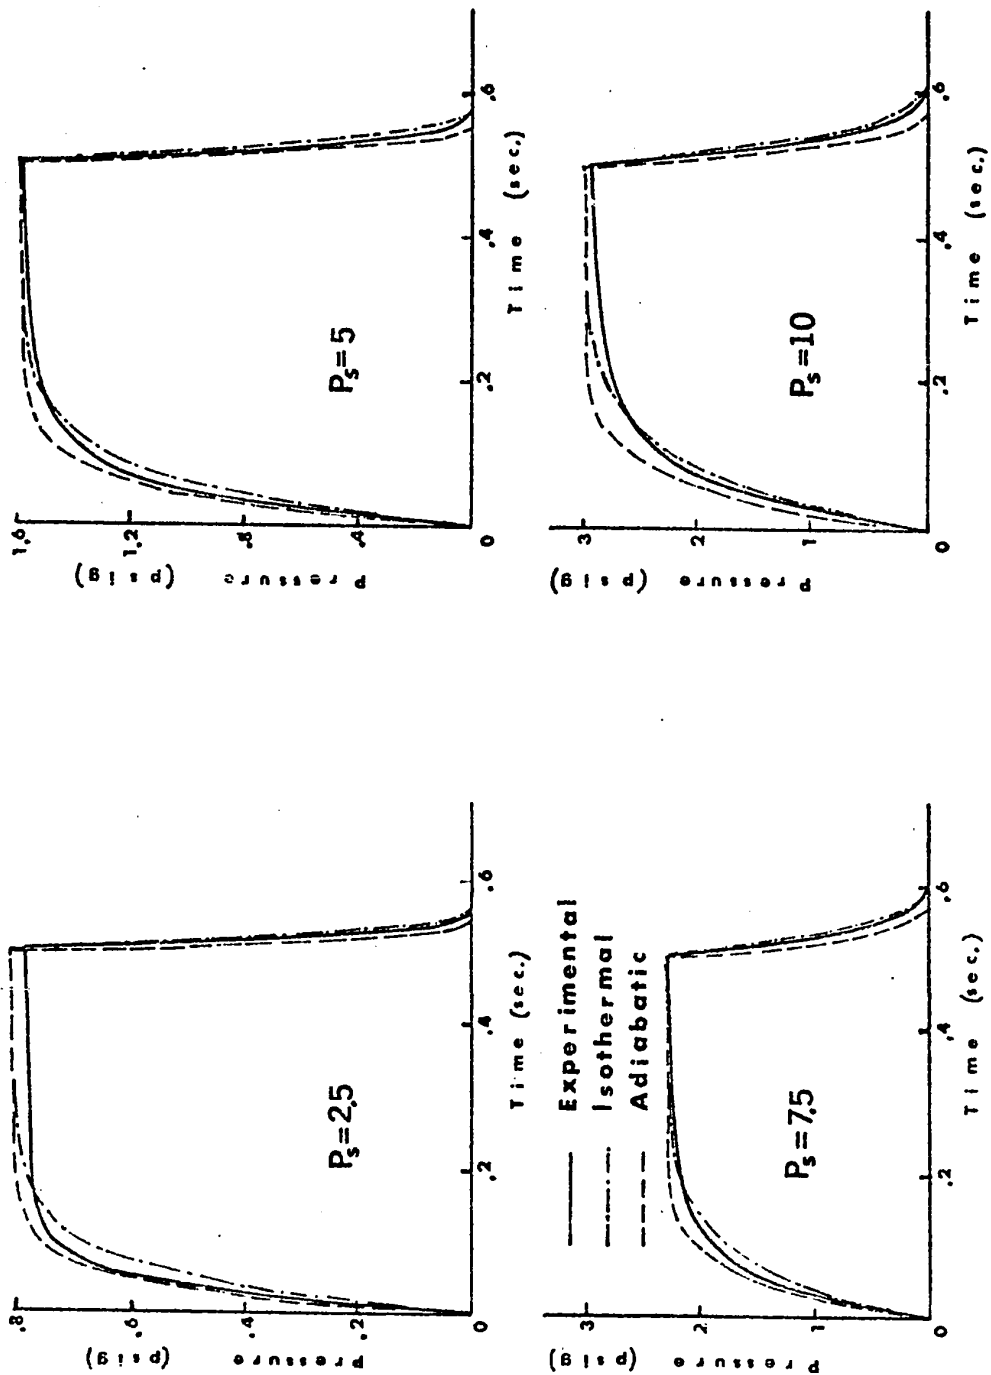 .8
.6
.4
.2
0
.2
.4
.6
Pressure (psig)
Time (sec.)
Ps=2.5
1.6
1.2
.8
.4
0
.2
.4
.6
Pressure (psig)
Time (sec.)
Ps=5
Experimental
Isothermal
Adiabatic
3
2
1
0
.2
.4
.6
Pressure (psig)
Time (sec.)
Ps=7.5
3
2
1
0
.2
.4
.6
Pressure (psig)
Time (sec.)
Ps=10